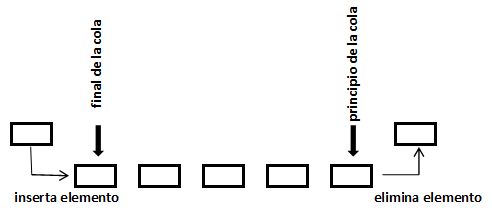 final de la cola
principio de la cola
inserta elemento
elimina elemento